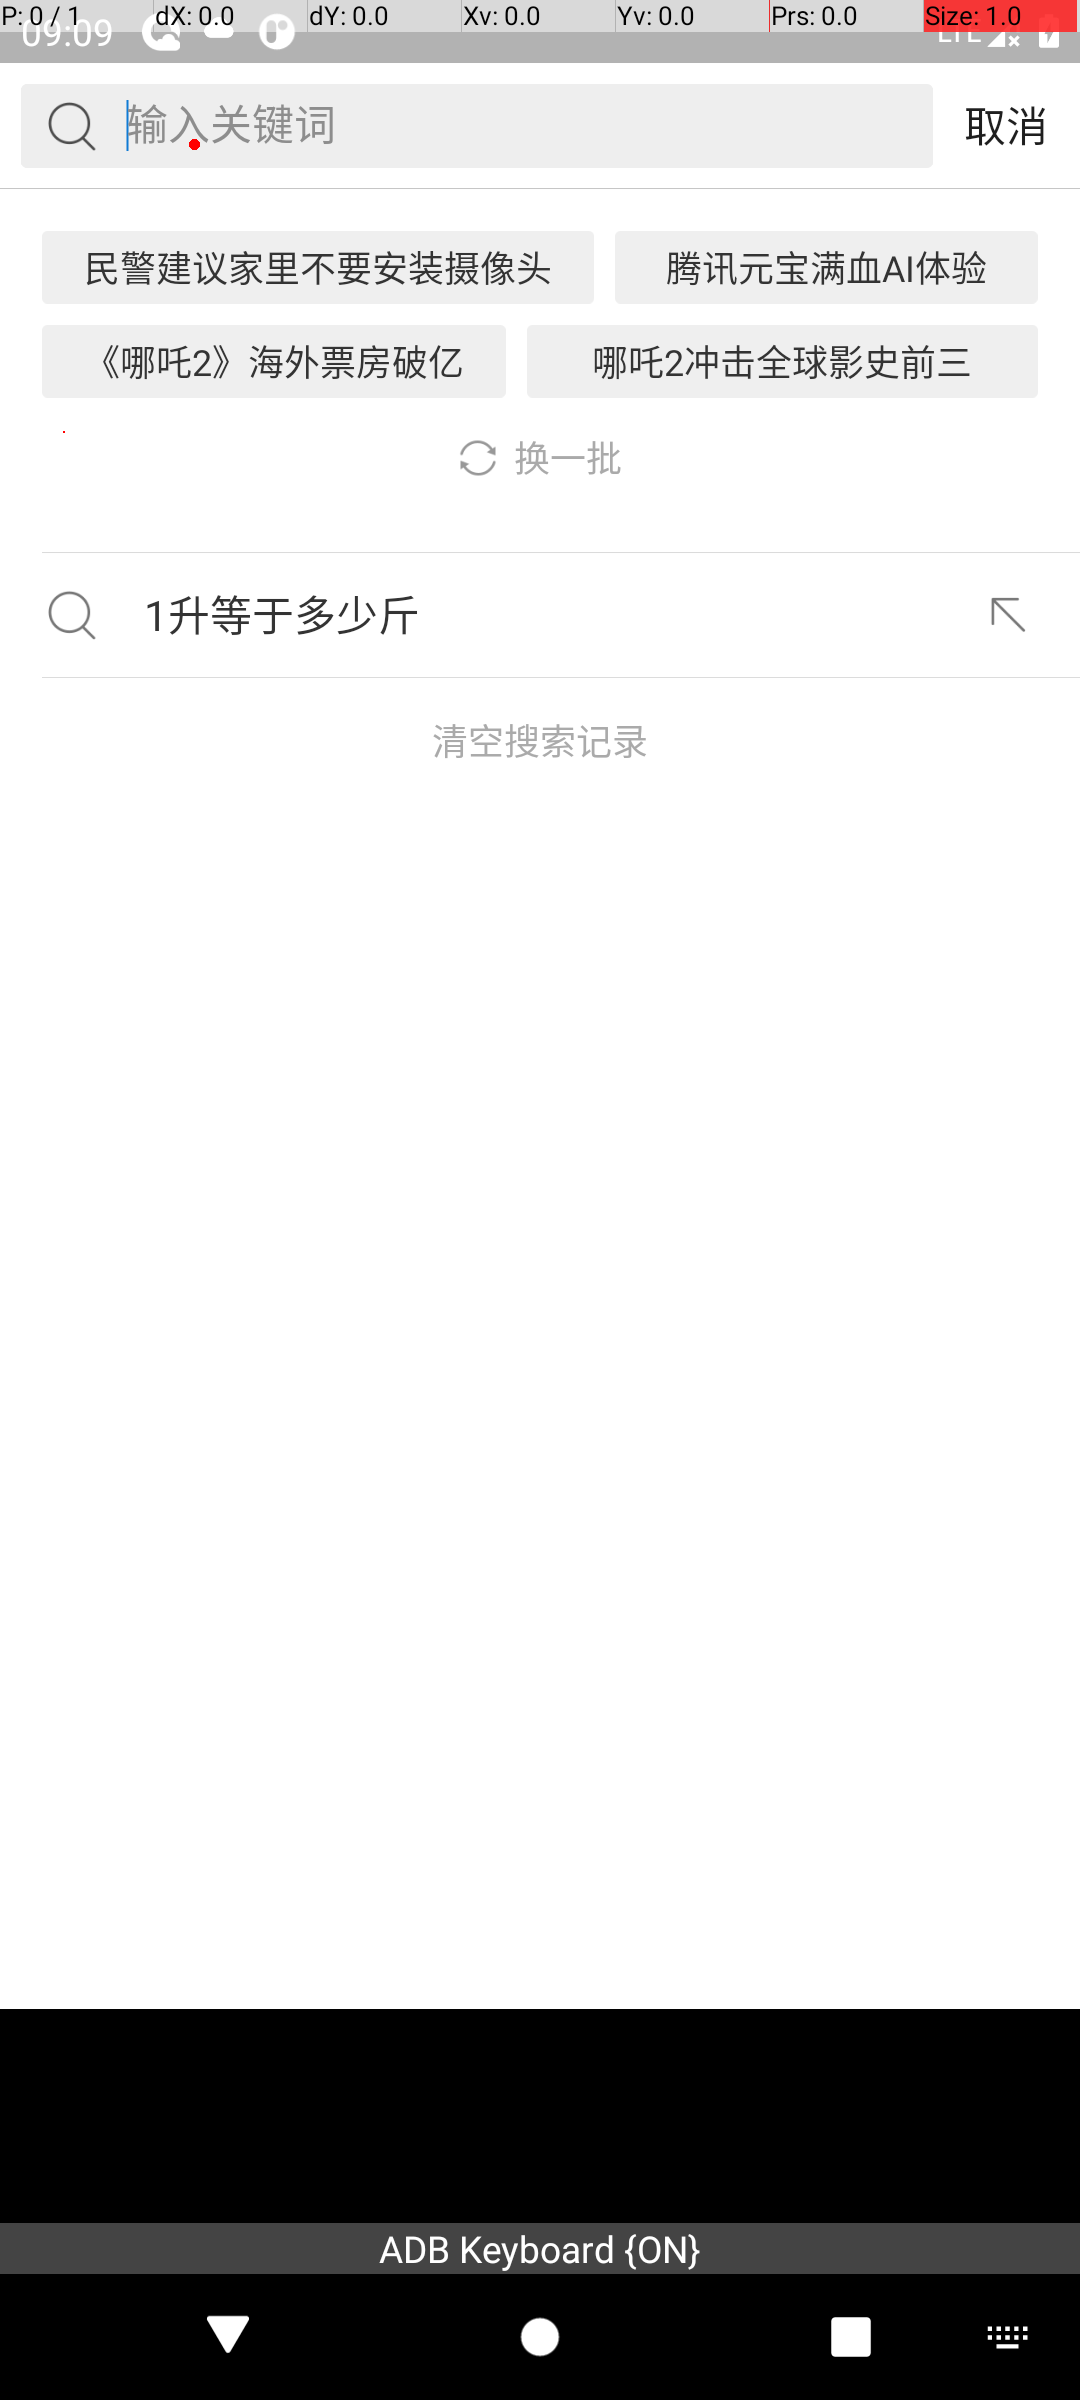 P: 0 / 1 dX: 0.0 dY: 0.0 Xv: 0.0 Yv: 0.0 Prs: 0.0 Size: 1.0
09:09 LTE
输入关键词 取消
民警建议家里不要安装摄像头 腾讯元宝满血AI体验
《哪吒2》海外票房破亿 哪吒2冲击全球影史前三
换一批
1升等于多少斤
清空搜索记录
ADB Keyboard {ON}